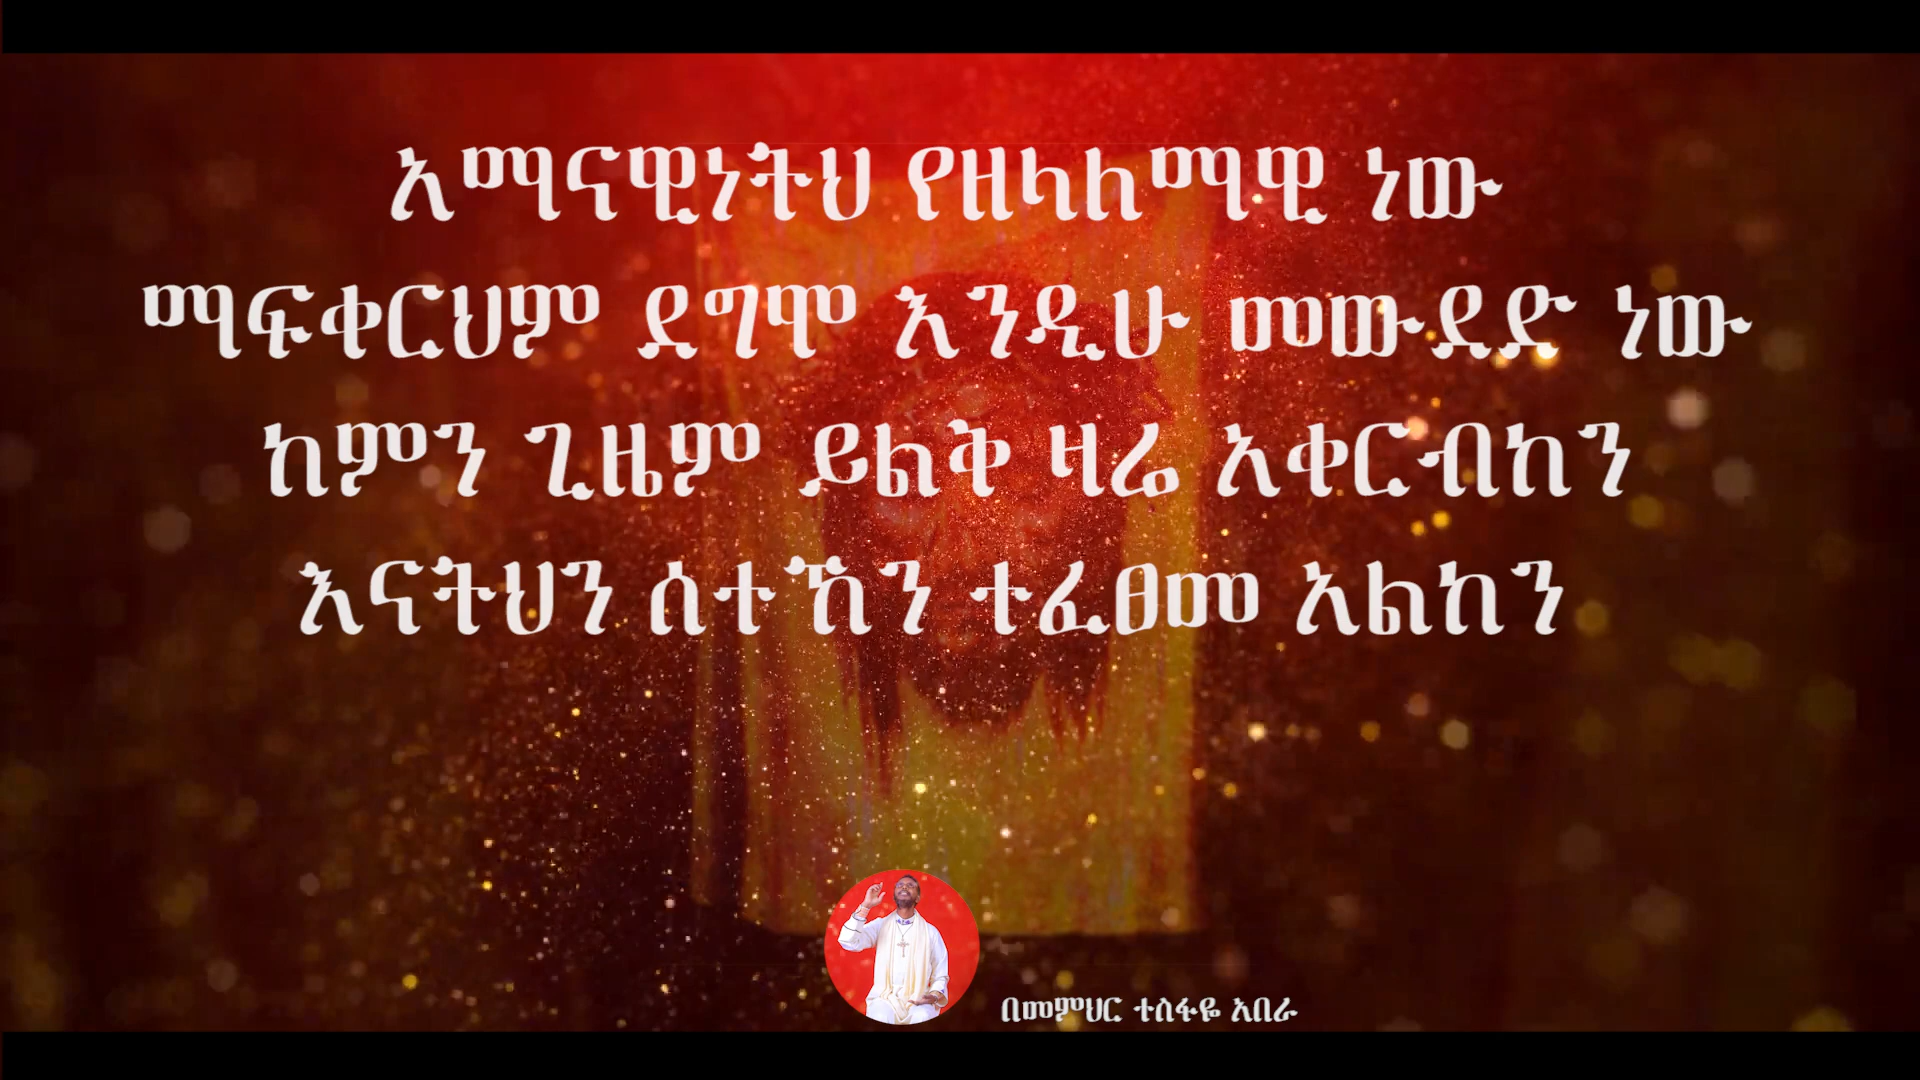 አማናዊነትህ የዘላለማዊ ነው
ማፍቀርህም ደግሞ እንዲሁ መውደድ ነው
ከምን ጊዜም ይልቅ ዛሬ አቀርብከን
እናትህን ሰተኸን ተፈፀመ አልከን
በመምህር ተስፋዬ አበራ